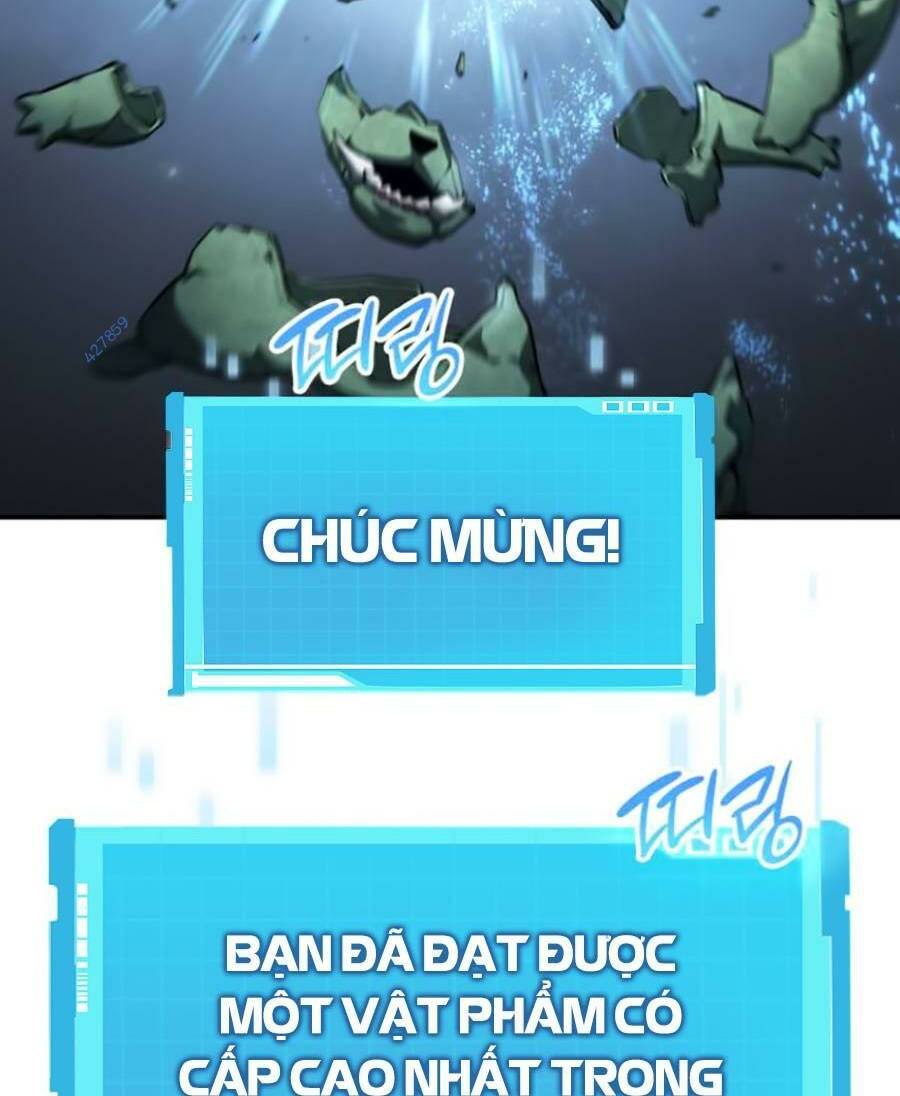 427859
띠링
CHÚC MỪNG!
띠링
BẠN ĐÃ ĐẠT ĐƯỢC
MỘT VẬT PHẨM CÓ
CẤP CAO NHẤT TRONG